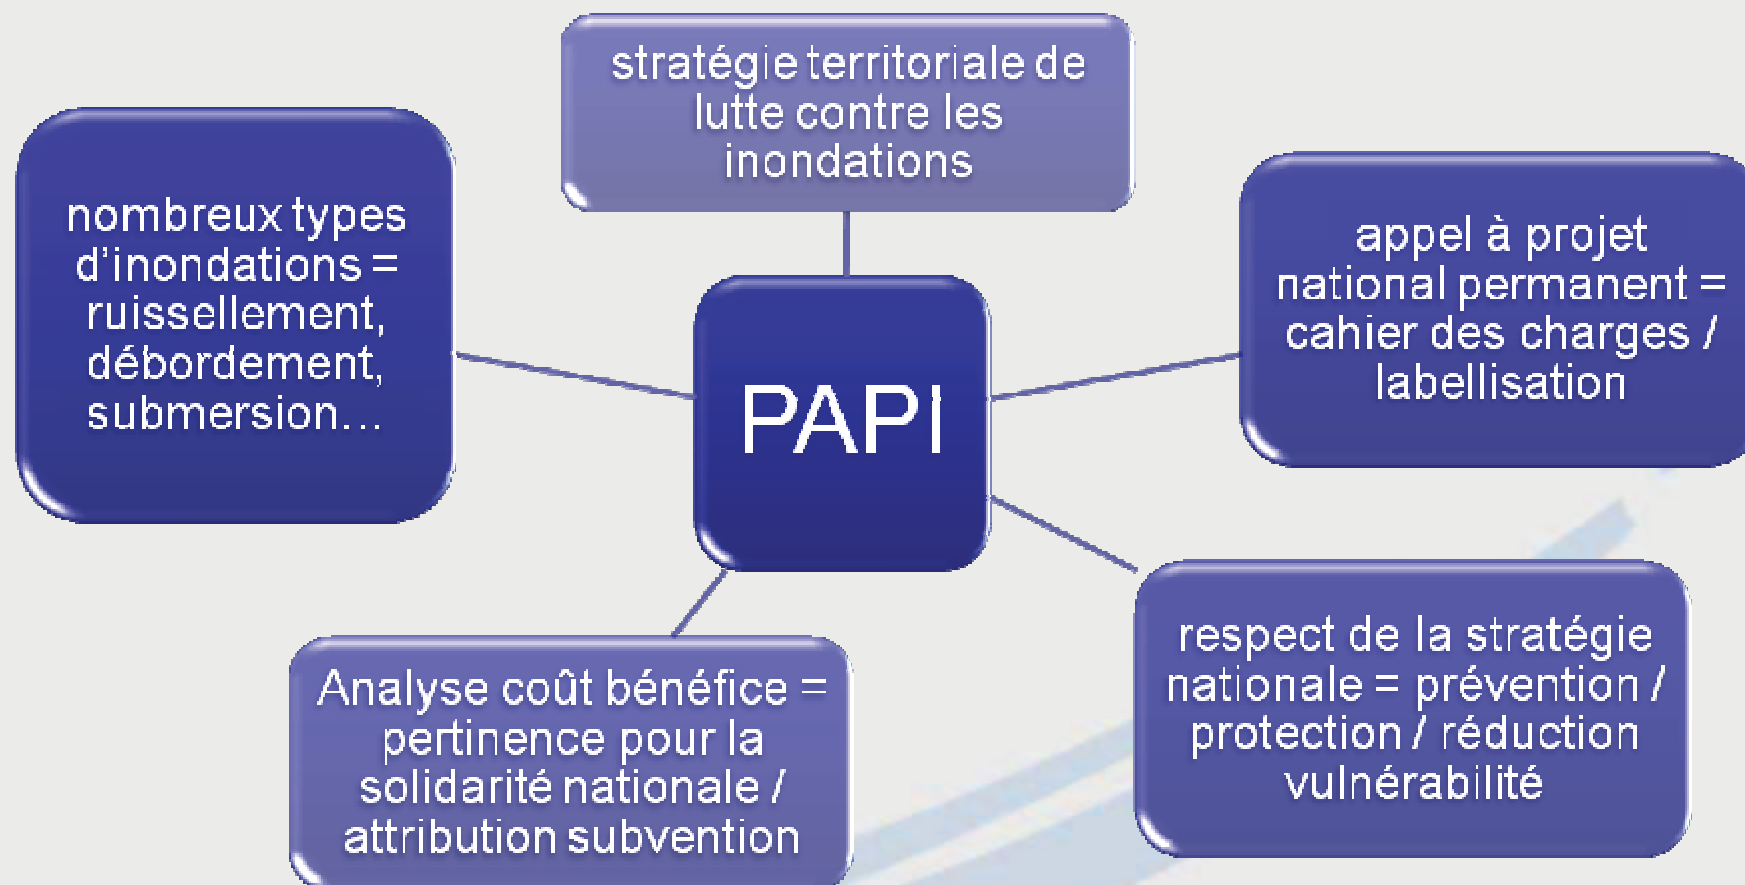 stratégie territoriale de
lutte contre les
inondations
nombreux types
d’inondations =
ruissellement,
débordement,
submersion…
appel à projet
national permanent =
cahier des charges /
labellisation
PAPI
Analyse coût bénéfice =
pertinence pour la
solidarité nationale /
attribution subvention
respect de la stratégie
nationale = prévention /
protection / réduction
vulnérabilité